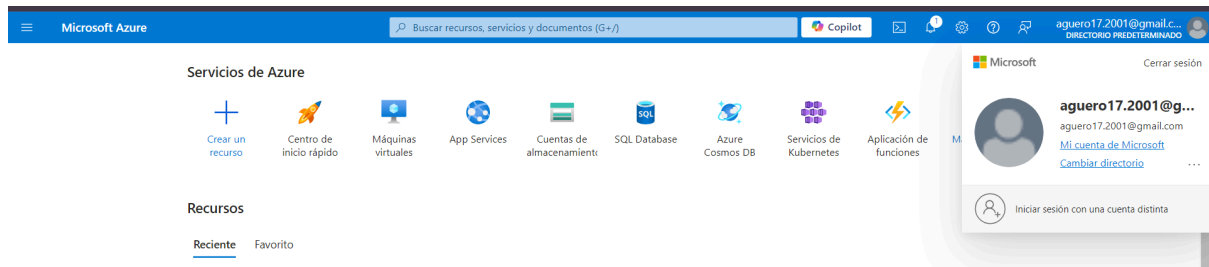 Microsoft Azure
Buscar recursos, servicios y documentos (G+/)
Copilot
1
aguero17.2001@gmail.c...
DIRECTORIO PREDETERMINADO
Microsoft
Cerrar sesión
aguero17.2001@g...
aguero17.2001@gmail.com
Mi cuenta de Microsoft
Cambiar directorio
...
Iniciar sesión con una cuenta distinta
Servicios de Azure
Crear un
recurso
Centro de
inicio rápido
Máquinas
virtuales
App Services
Cuentas de
almacenamiento
SQL
SQL Database
Azure
Cosmos DB
Servicios de
Kubernetes
Aplicación de
funciones
Recursos
Reciente
Favorito